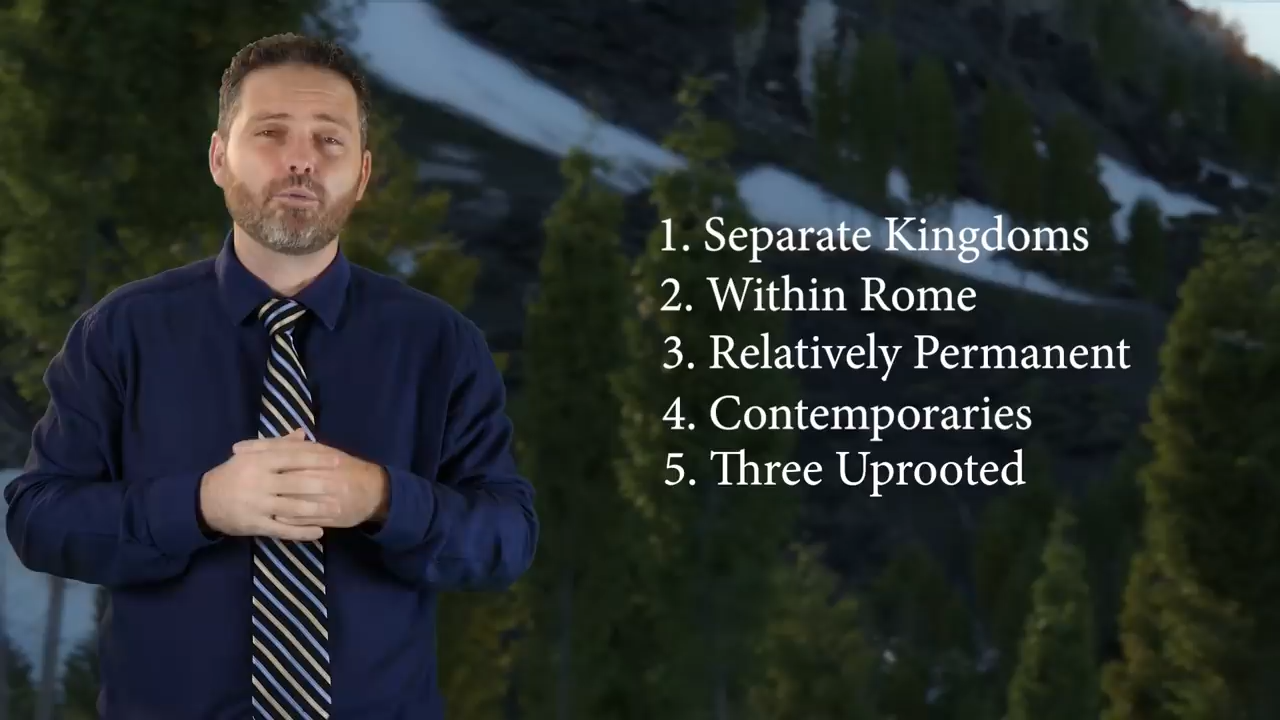 1. Separate Kingdoms
2. Within Rome
3. Relatively Permanent
4. Contemporaries
5. Three Uprooted